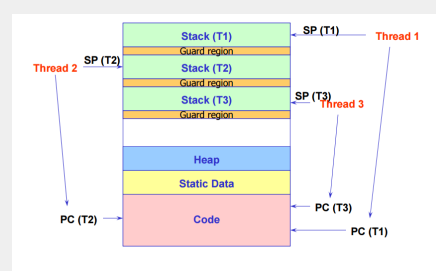 Stack (T1)
SP (T1)
Thread 1
Guard region
Thread 2
SP (T2)
Stack (T2)
Guard region
Stack (T3)
SP (T3)
Thread 3
Guard region
Heap
Static Data
Code
PC (T2)
PC (T3)
PC (T1)